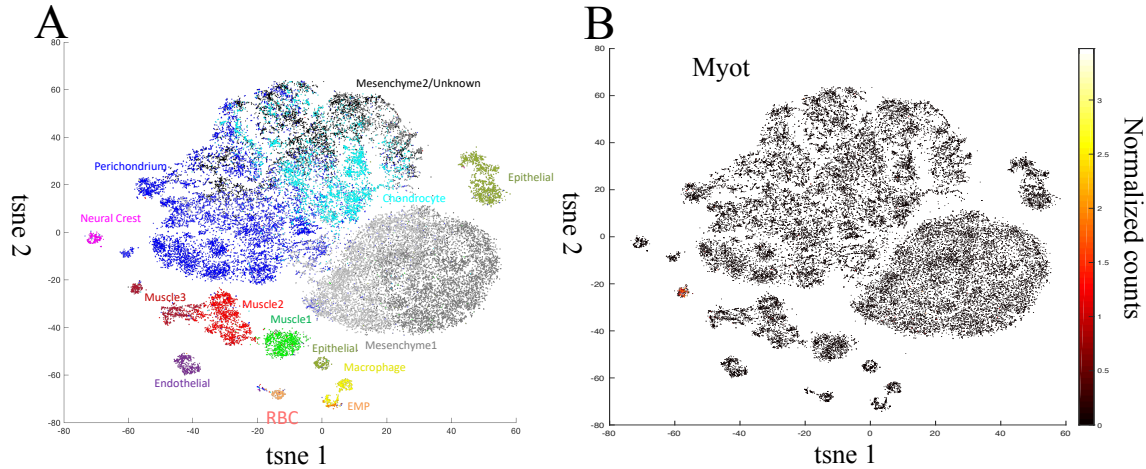 A
B
80
60
40
20
0
-20
-40
-60
-80
-80
-60
-40
-20
0
20
40
60
tsne 1
tsne 2
Mesenchyme2/Unknown
Perichondrium
Epithelial
Chondrocyte
Neural Crest
Muscle3
Muscle2
Muscle1
Mesenchyme1
Epithelial
Macrophage
Endothelial
EMP
RBC
Myot
80
60
40
20
0
-20
-40
-60
-80
-80
-60
-40
-20
0
20
40
60
tsne 1
tsne 2
3
2.5
2
1.5
1
0.5
0
Normalized counts